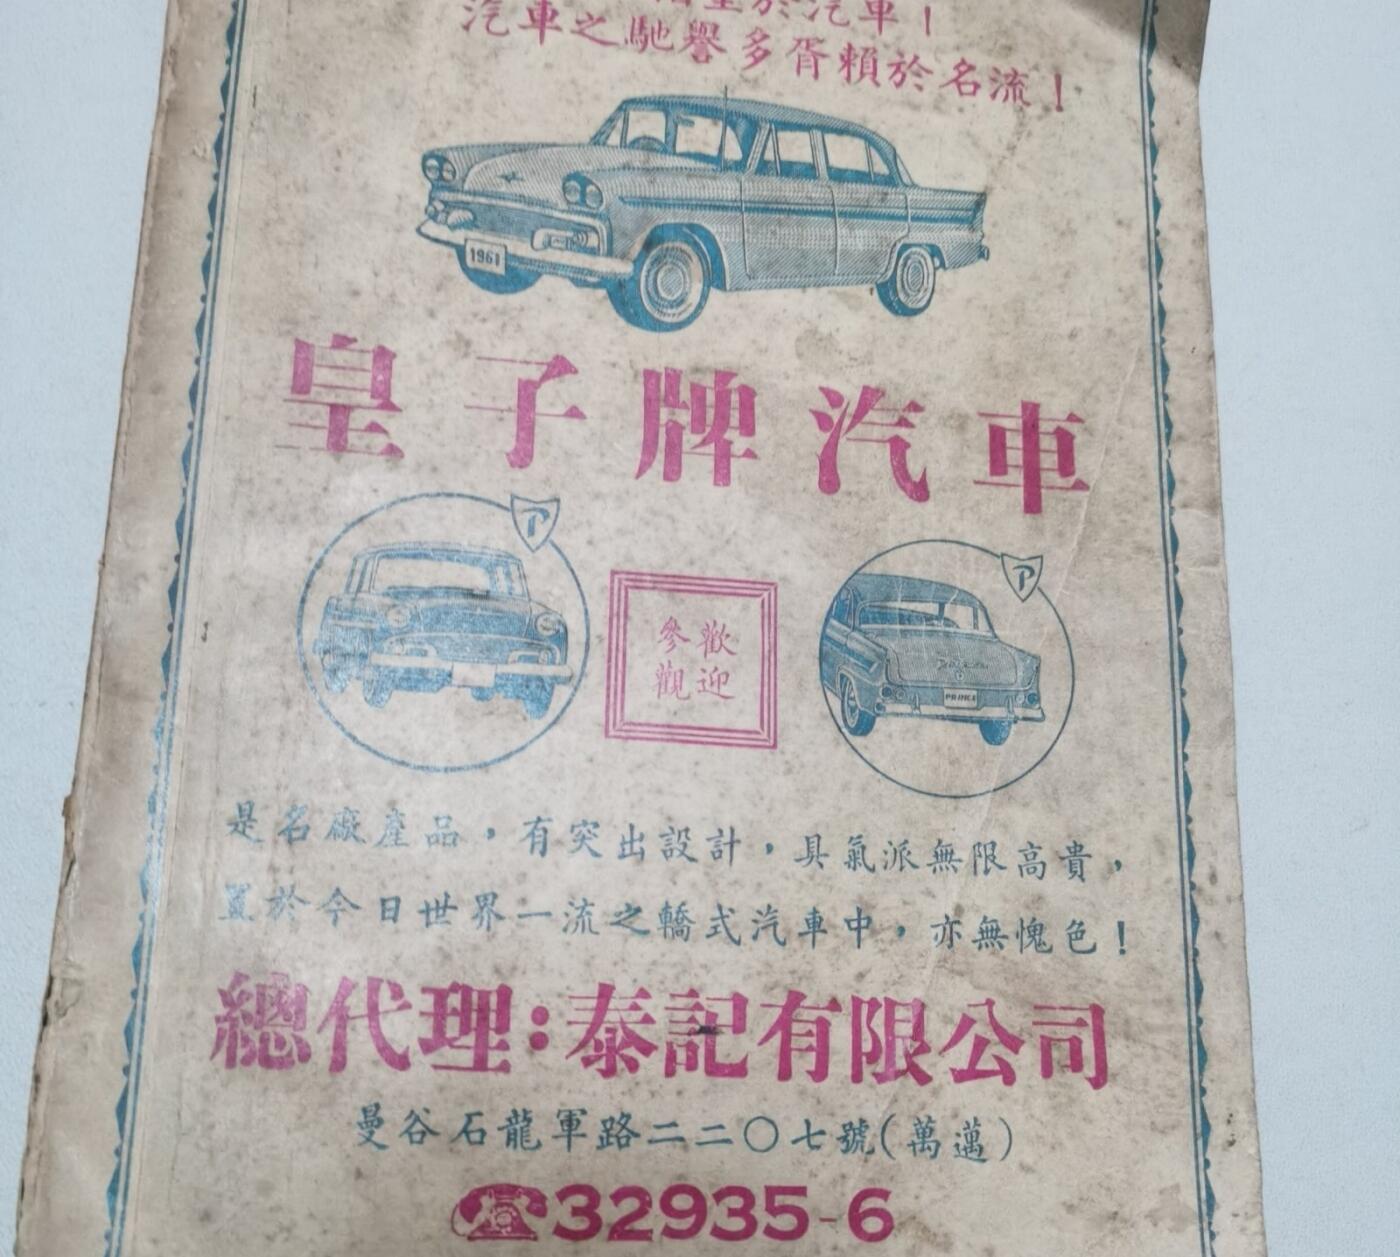 重於汽車！
汽車之馳譽多胥賴於名流！
1961
皇子牌汽車
P
P
歡迎
參觀
PRINCE
是名廠產品，有突出設計，具氣派無限高貴，
置於今日世界一流之轎式汽車中，亦無愧色！
總代理：泰記有限公司
曼谷石龍軍路二二〇七號(萬邁)
32935-6